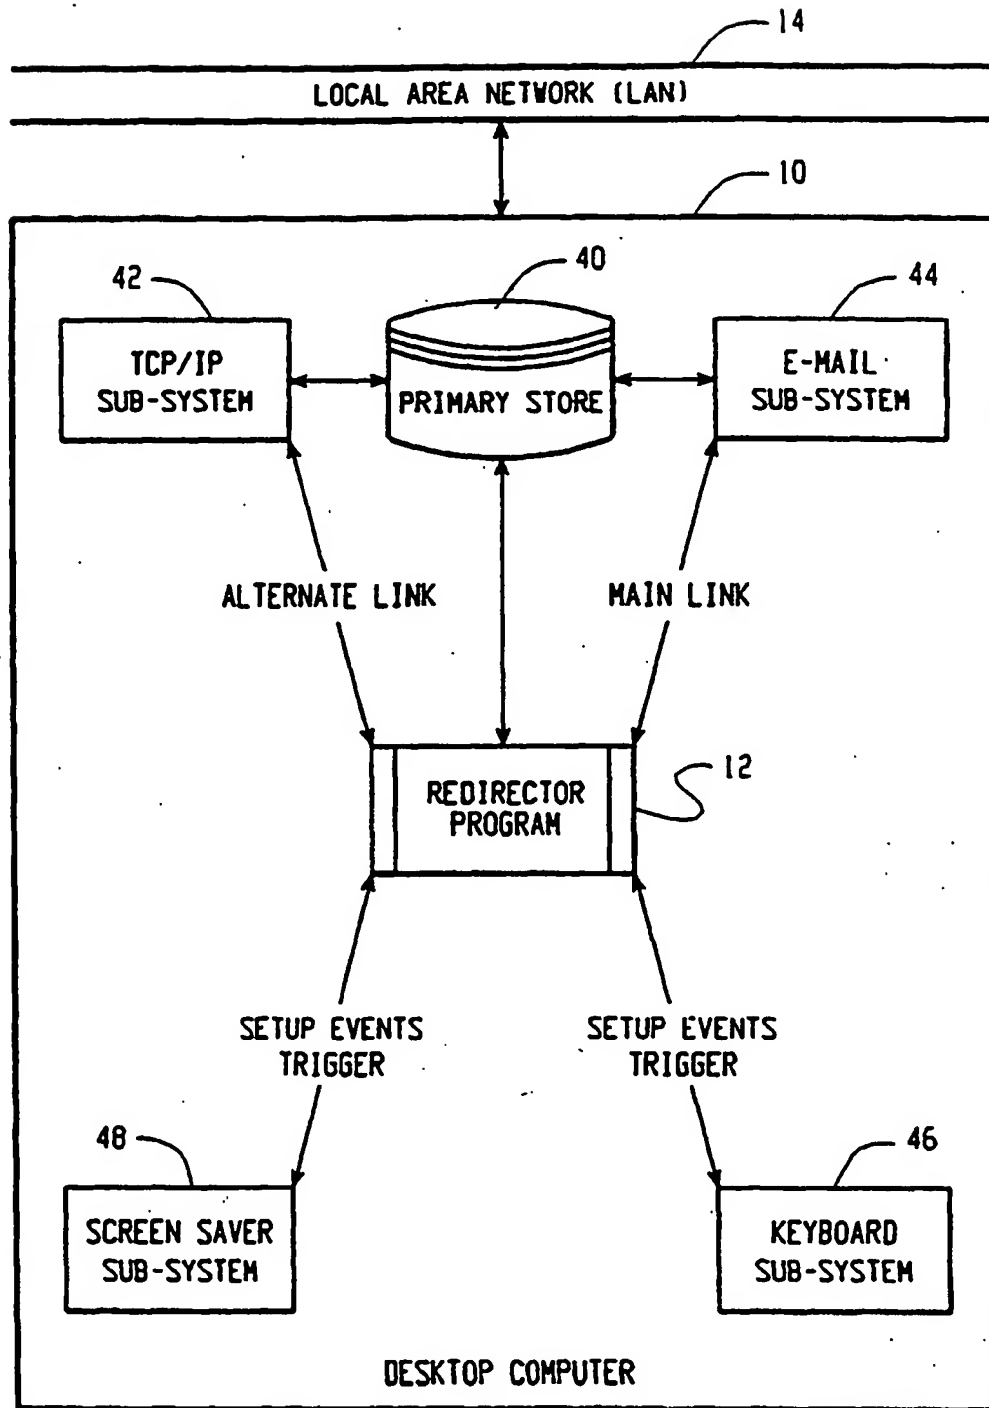 14
LOCAL AREA NETWORK (LAN)
10
42
40
44
TCP/IP
SUB-SYSTEM
PRIMARY STORE
E-MAIL
SUB-SYSTEM
ALTERNATE LINK
MAIN LINK
REDIRECTOR
PROGRAM
12
SETUP EVENTS
TRIGGER
SETUP EVENTS
TRIGGER
48
46
SCREEN SAVER
SUB-SYSTEM
KEYBOARD
SUB-SYSTEM
DESKTOP COMPUTER